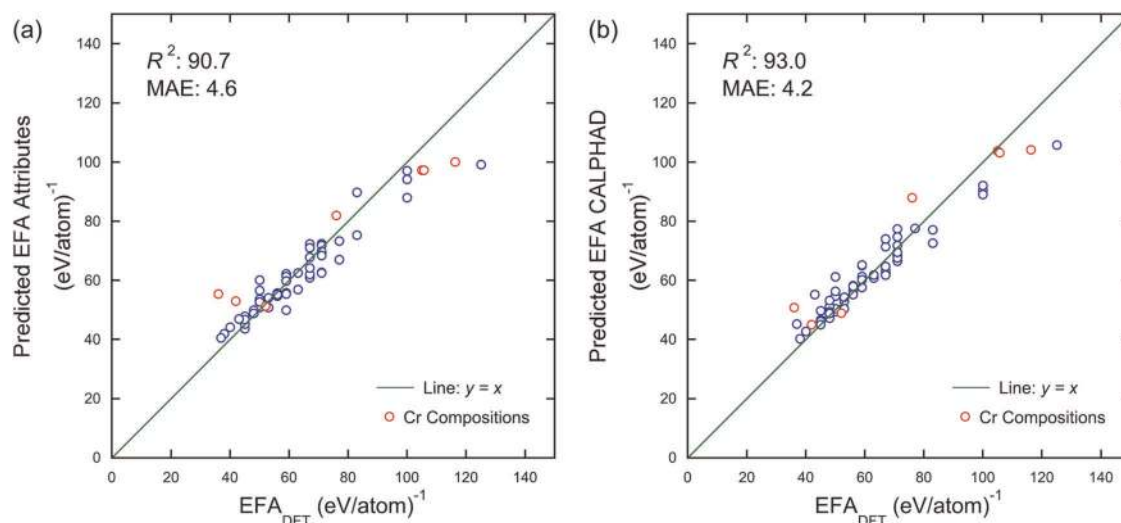 (a)
R²: 90.7
MAE: 4.6
Predicted EFA Attributes
(eV/atom)⁻¹
140
120
100
80
60
40
20
0
Line: y = x
Cr Compositions
0 20 40 60 80 100 120 140
EFA_DFT (eV/atom)⁻¹
(b)
R²: 93.0
MAE: 4.2
Predicted EFA CALPHAD
(eV/atom)⁻¹
140
120
100
80
60
40
20
0
Line: y = x
Cr Compositions
0 20 40 60 80 100 120 140
EFA_DFT (eV/atom)⁻¹